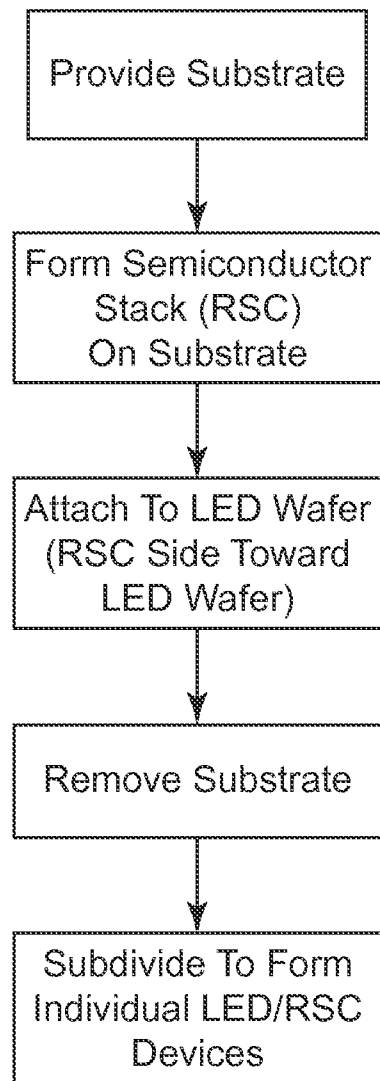 Provide Substrate
Form Semiconductor
Stack (RSC)
On Substrate
Attach To LED Wafer
(RSC Side Toward
LED Wafer)
Remove Substrate
Subdivide To Form
Individual LED/RSC
Devices